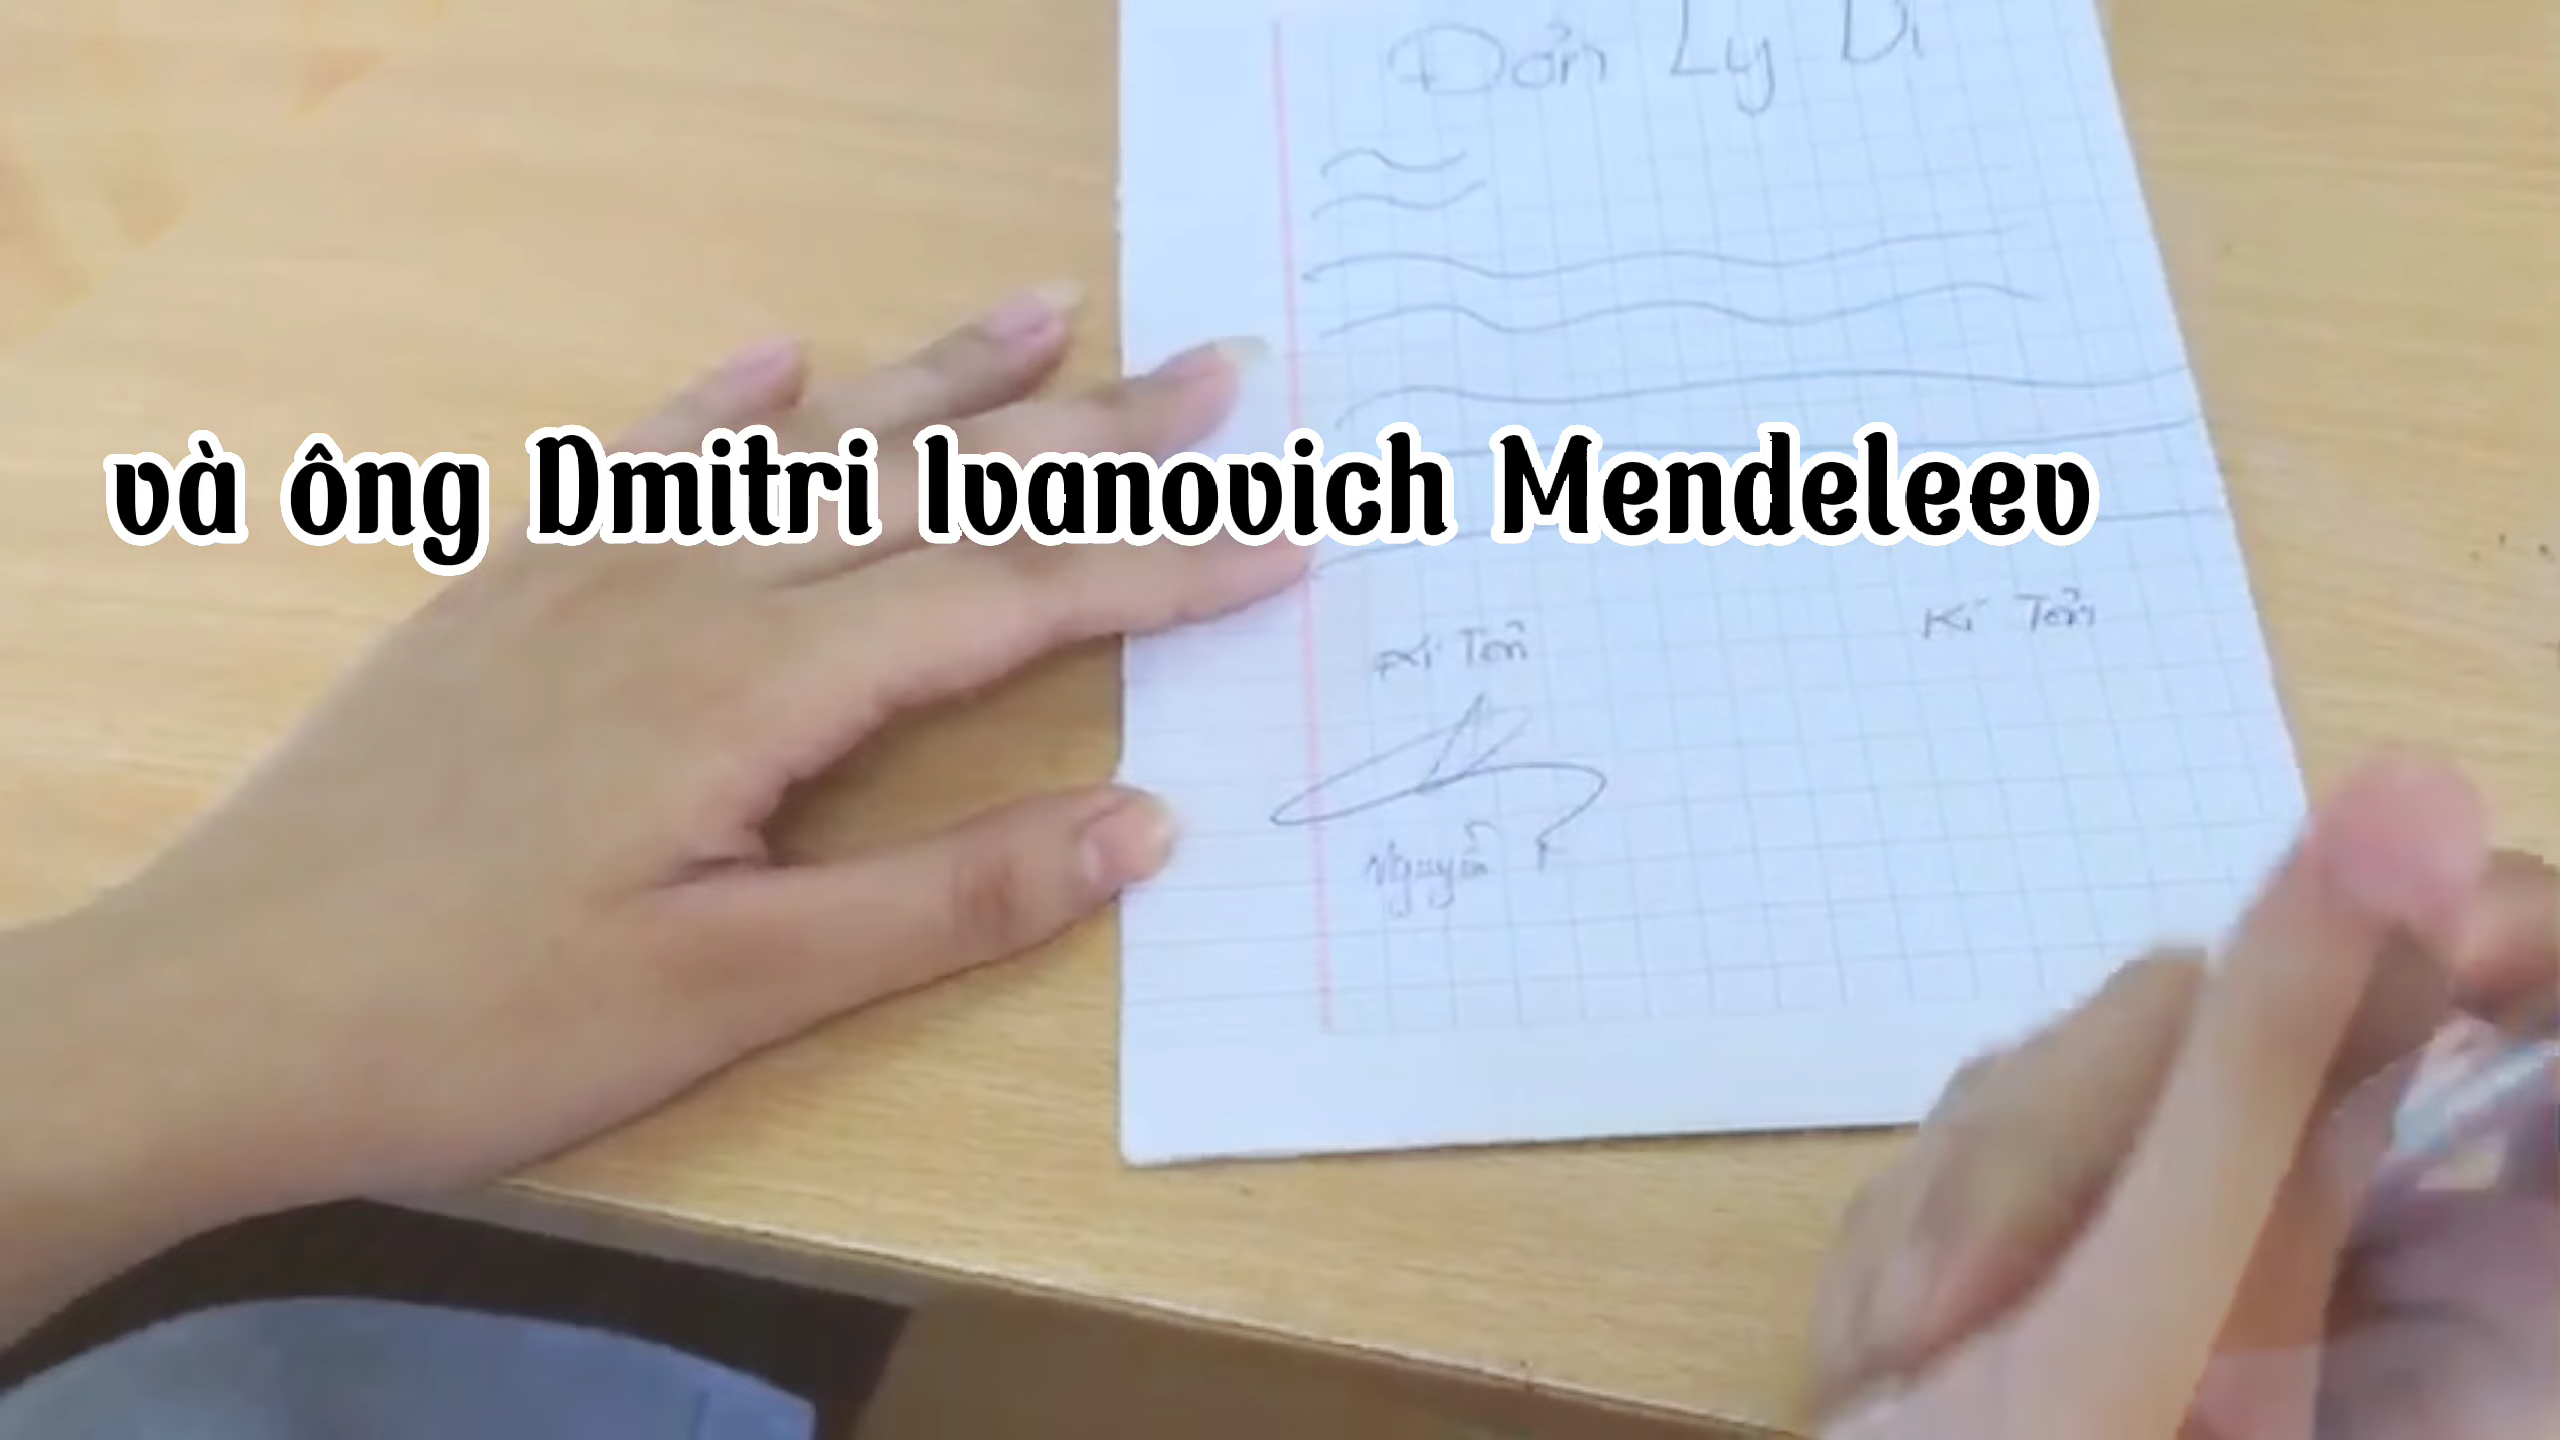 Đơn Ly Dị
và ông Dmitri Ivanovich Mendeleev
Kí Tên Kí Tên
Nguyễn